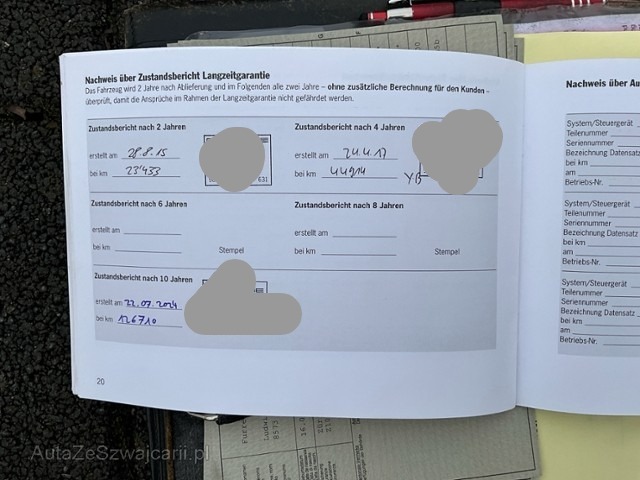 Nachweis über Zustandsbericht Langzeitgarantie
Das Fahrzeug wird 2 Jahre nach Ablieferung und im Folgenden alle zwei Jahre – ohne zusätzliche Berechnung für den Kunden –
überprüft, damit die Ansprüche im Rahmen der Langzeitgarantie nicht gefährdet werden.
Zustandsbericht nach 2 Jahren
erstellt am 28.8.15
bei km 23'433
631
Zustandsbericht nach 4 Jahren
erstellt am 24.4.17
bei km 44914
YB
Zustandsbericht nach 6 Jahren
erstellt am
bei km
Stempel
Zustandsbericht nach 8 Jahren
erstellt am
bei km
Stempel
Zustandsbericht nach 10 Jahren
erstellt am 22.07.2024
bei km 126710
20
Nachweis über Au
System/Steuergerät
Teilenummer
Seriennummer
Bezeichnung Datensatz
bei km
am
Betriebs-Nr.
System/Steuergerät
Teilenummer
Seriennummer
Bezeichnung Datensatz
bei km
am
Betriebs-Nr.
System/Steuergerät
Teilenummer
Seriennummer
Bezeichnung Datensatz
bei km
am
Betriebs-Nr.
AutaZeSzwajcarii.pl